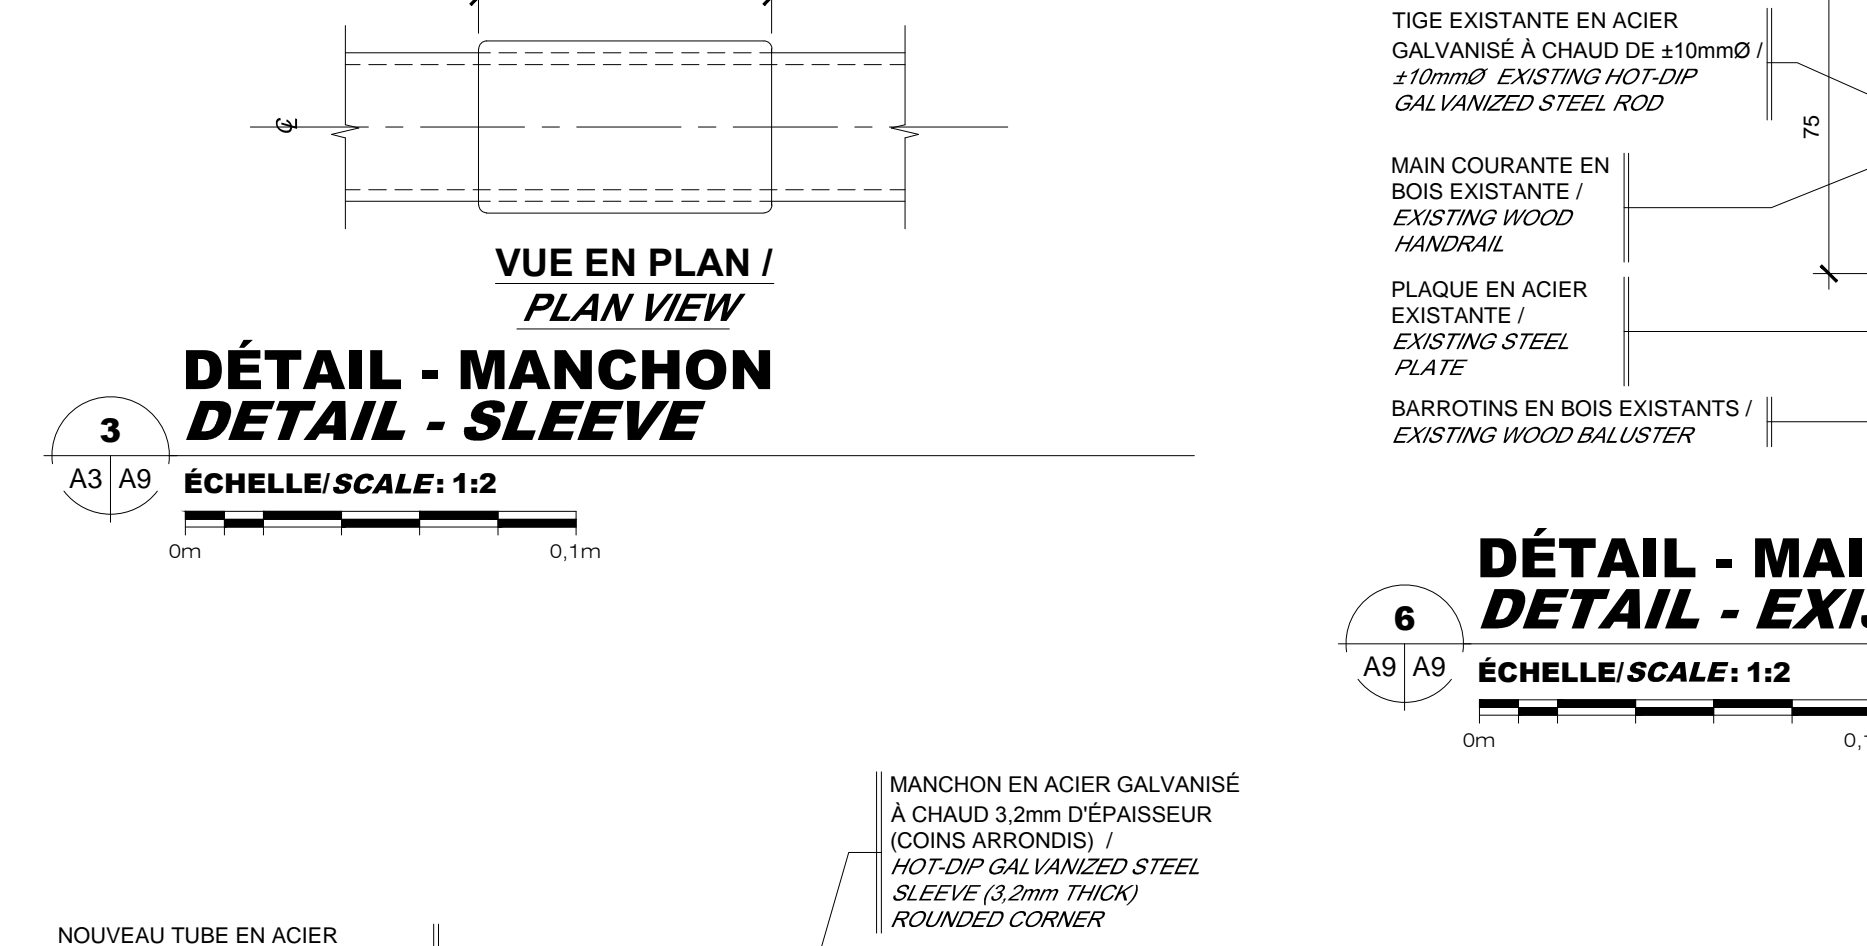 VUE EN PLAN /
PLAN VIEW
DÉTAIL - MANCHON
DETAIL - SLEEVE
3
A3 A9
ÉCHELLE/SCALE: 1:2
0m 0,1m
TIGE EXISTANTE EN ACIER
GALVANISÉ À CHAUD DE ±10mmØ /
±10mmØ EXISTING HOT-DIP
GALVANIZED STEEL ROD
75
MAIN COURANTE EN
BOIS EXISTANTE /
EXISTING WOOD
HANDRAIL
PLAQUE EN ACIER
EXISTANTE /
EXISTING STEEL
PLATE
BARROTINS EN BOIS EXISTANTS /
EXISTING WOOD BALUSTER
DÉTAIL - MAI
DETAIL - EXIS
6
A9 A9
ÉCHELLE/SCALE: 1:2
0m 0,1
MANCHON EN ACIER GALVANISÉ
À CHAUD 3,2mm D'ÉPAISSEUR
(COINS ARRONDIS) /
HOT-DIP GALVANIZED STEEL
SLEEVE (3,2mm THICK)
ROUNDED CORNER
NOUVEAU TUBE EN ACIER